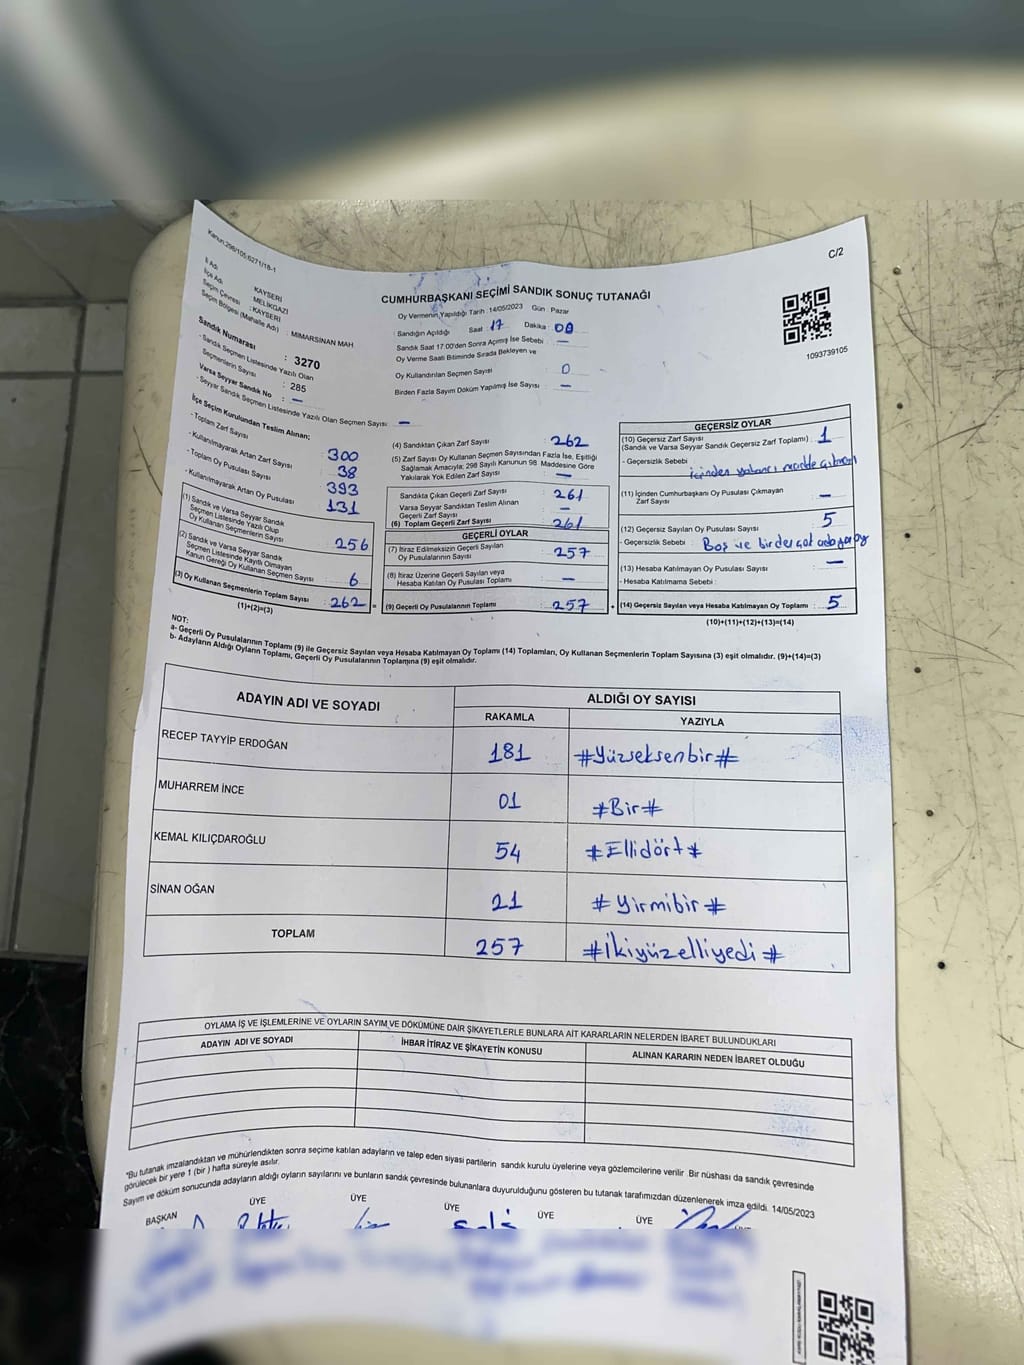 Kanun:298/105;6271/18-1
C/2
İl Adı : KAYSERİ
İlçe Adı : MELİKGAZİ
Seçim Çevresi : KAYSERİ
Seçim Bölgesi (Mahalle Adı) : MIMARSINAN MAH
CUMHURBAŞKANI SEÇİMİ SANDIK SONUÇ TUTANAĞI
Oy Vermenin Yapıldığı Tarih :14/05/2023 Gün : Pazar
Sandığın Açıldığı Saat : 17 Dakika : 00
Sandık Saat 17:00'den Sonra Açılmış İse Sebebi : —
Oy Verme Saati Bitiminde Sırada Bekleyen ve
Oy Kullandırılan Seçmen Sayısı : 0
Birden Fazla Sayım Döküm Yapılmış İse Sayısı : —
1093739105
Sandık Numarası : 3270
- Sandık Seçmen Listesinde Yazılı Olan
Seçmenlerin Sayısı : 285
Varsa Seyyar Sandık No : —
- Seyyar Sandık Seçmen Listesinde Yazılı Olan Seçmen Sayısı : —
İlçe Seçim Kurulundan Teslim Alınan;
- Toplam Zarf Sayısı : 300
- Kullanılmayarak Artan Zarf Sayısı : 38
- Toplam Oy Pusulası Sayısı : 393
- Kullanılmayarak Artan Oy Pusulası : 131
(1) Sandık ve Varsa Seyyar Sandık
Seçmen Listesinde Yazılı Olup
Oy Kullanan Seçmenlerin Sayısı : 256
(2) Sandık ve Varsa Seyyar Sandık
Seçmen Listesinde Kayıtlı Olmayan
Kanun Gereği Oy Kullanan Seçmen Sayısı : 6
(3) Oy Kullanan Seçmenlerin Toplam Sayısı : 262 =
(1)+(2)=(3)
(4) Sandıktan Çıkan Zarf Sayısı : 262
(5) Zarf Sayısı Oy Kullanan Seçmen Sayısından Fazla İse, Eşitliği
Sağlamak Amacıyla; 298 Sayılı Kanunun 98 Maddesine Göre
Yakılarak Yok Edilen Zarf Sayısı : —
Sandıkta Çıkan Geçerli Zarf Sayısı : 261
Varsa Seyyar Sandıktan Teslim Alınan
Geçerli Zarf Sayısı : —
(6) Toplam Geçerli Zarf Sayısı : 261
GEÇERLİ OYLAR
(7) İtiraz Edilmeksizin Geçerli Sayılan
Oy Pusulalarının Sayısı : 257
(8) İtiraz Üzerine Geçerli Sayılan veya
Hesaba Katılan Oy Pusulası Toplamı : —
(9) Geçerli Oy Pusulalarının Toplamı : 257 +
GEÇERSİZ OYLAR
(10) Geçersiz Zarf Sayısı
(Sandık ve Varsa Seyyar Sandık Geçersiz Zarf Toplamı) : 1
- Geçersizlik Sebebi : içinden yabancı
(11) İçinden Cumhurbaşkanı Oy Pusulası Çıkmayan
Zarf Sayısı : —
(12) Geçersiz Sayılan Oy Pusulası Sayısı : 5
- Geçersizlik Sebebi : Boş ve birden çok adaya oy
(13) Hesaba Katılmayan Oy Pusulası Sayısı : —
- Hesaba Katılmama Sebebi :
(14) Geçersiz Sayılan veya Hesaba Katılmayan Oy Toplamı : 5
(10)+(11)+(12)+(13)=(14)
NOT:
a- Geçerli Oy Pusulalarının Toplamı (9) ile Geçersiz Sayılan veya Hesaba Katılmayan Oy Toplamı (14) Toplamları, Oy Kullanan Seçmenlerin Toplam Sayısına (3) eşit olmalıdır. (9)+(14)=(3)
b- Adayların Aldığı Oyların Toplamı, Geçerli Oy Pusulalarının Toplamına (9) eşit olmalıdır.
ADAYIN ADI VE SOYADI
ALDIĞI OY SAYISI
RAKAMLA YAZIYLA
RECEP TAYYİP ERDOĞAN 181 #Yüzseksenbir#
MUHARREM İNCE 01 #Bir#
KEMAL KILIÇDAROĞLU 54 #Ellidört#
SİNAN OĞAN 21 #Yirmibir#
TOPLAM 257 #İkiyüzelliyedi#
OYLAMA İŞ VE İŞLEMLERİNE VE OYLARIN SAYIM VE DÖKÜMÜNE DAİR ŞİKAYETLERLE BUNLARA AİT KARARLARIN NELERDEN İBARET BULUNDUKLARI
ADAYIN ADI VE SOYADI İHBAR İTİRAZ VE ŞİKAYETİN KONUSU ALINAN KARARIN NEDEN İBARET OLDUĞU
"Bu tutanak imzalandıktan ve mühürlendikten sonra seçime katılan adayların ve talep eden siyasi partilerin sandık kurulu üyelerine veya gözlemcilerine verilir. Bir nüshası da sandık çevresinde
görülecek bir yere 1 (bir ) hafta süreyle asılır.
Sayım ve döküm sonucunda adayların aldığı oyların sayılarını ve bunların sandık çevresinde bulunanlara duyurulduğunu gösteren bu tutanak tarafımızdan düzenlenerek imza edildi. 14/05/2023
BAŞKAN ÜYE ÜYE ÜYE ÜYE ÜYE ÜYE